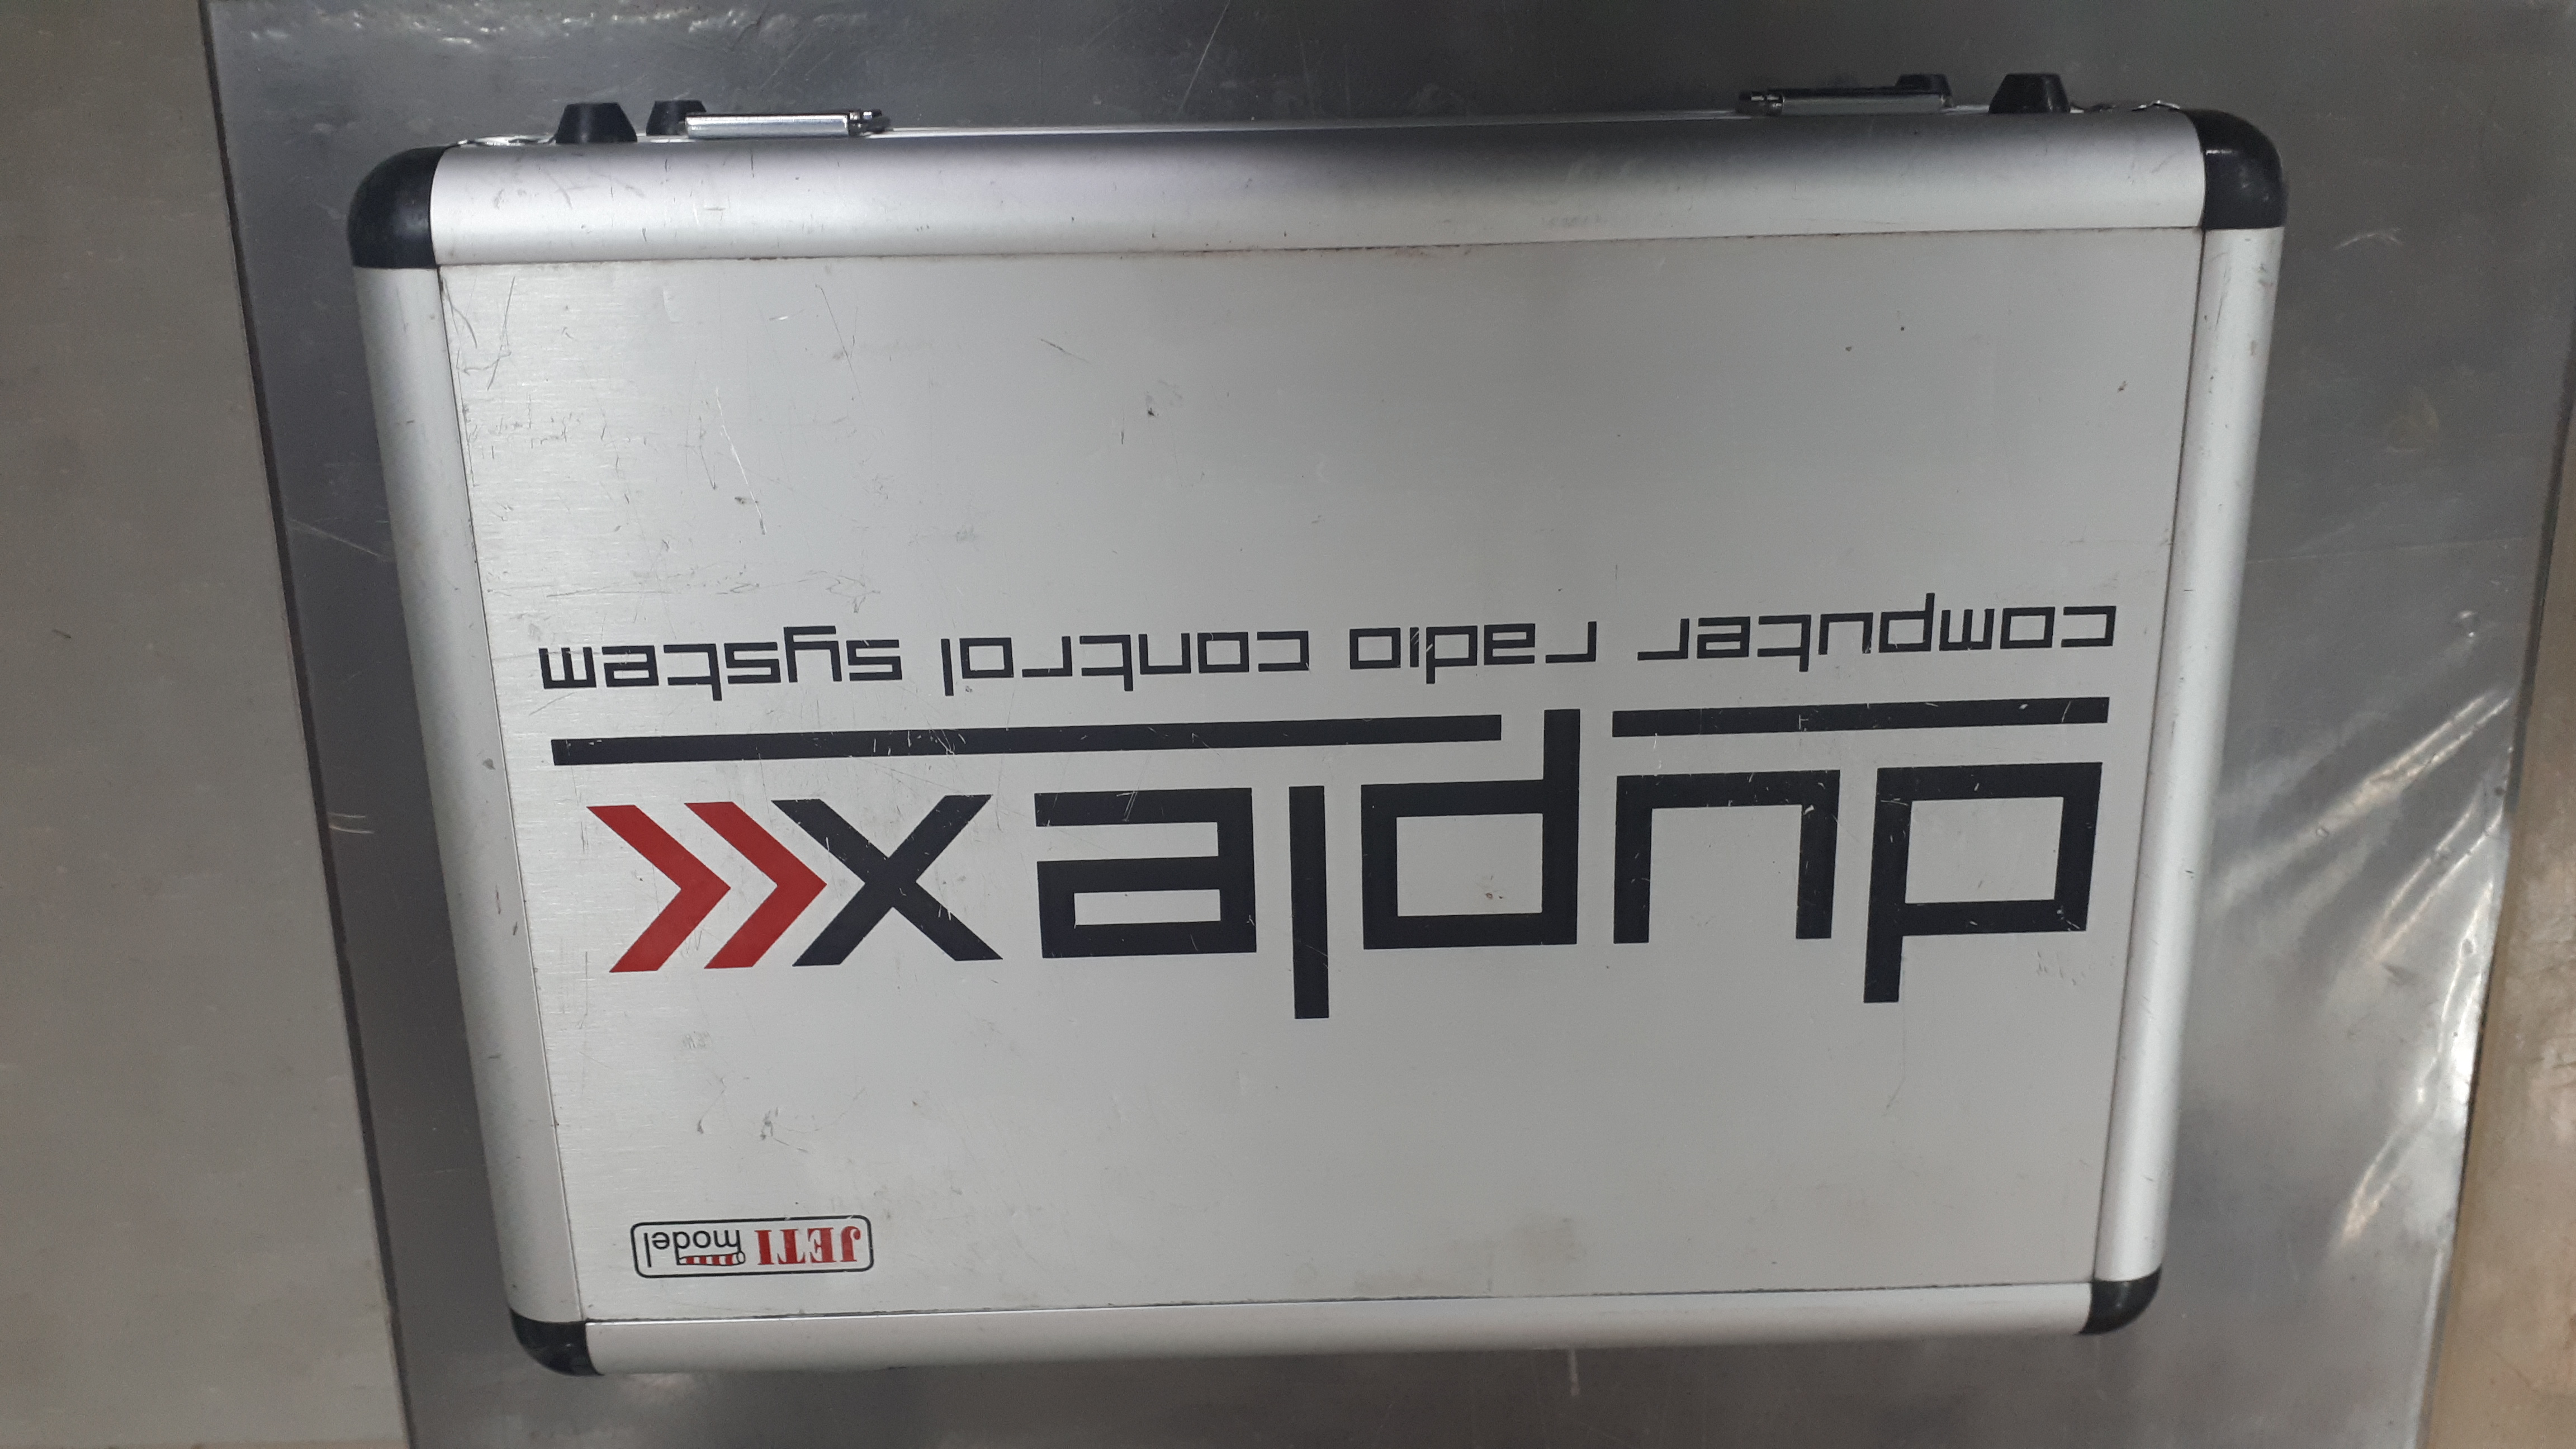 JETI model
duplex
computer radio control system